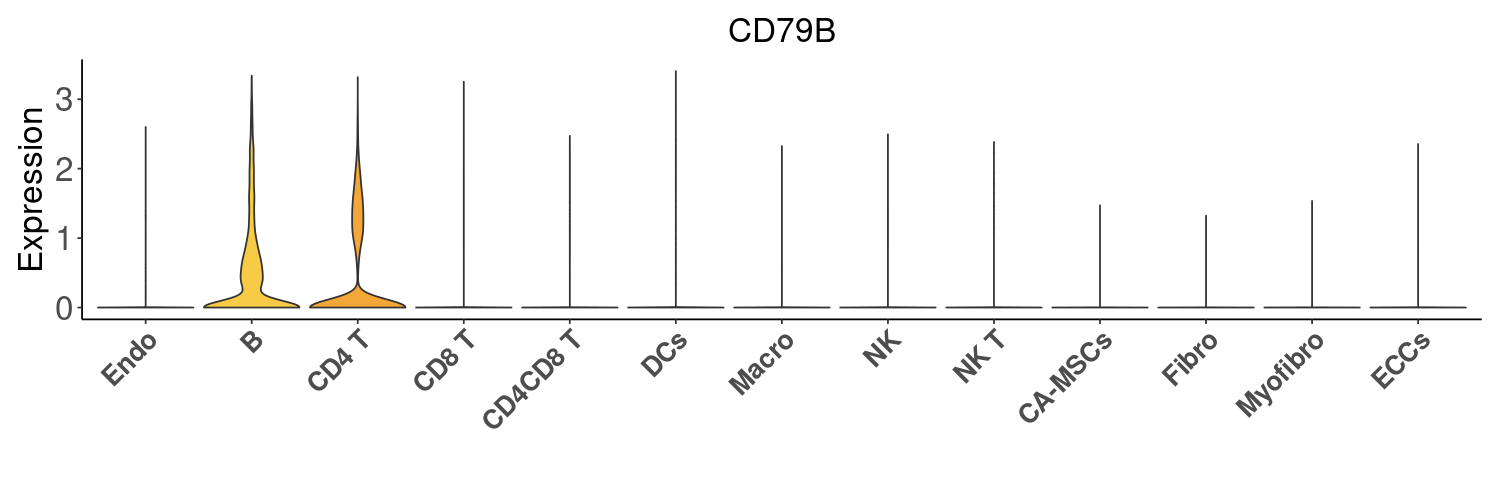 CD79B
Expression
3
2
1
0
Endo
B
CD4 T
CD8 T
CD4CD8 T
DCs
Macro
NK
NK T
CA-MSCs
Fibro
Myofibro
ECCs